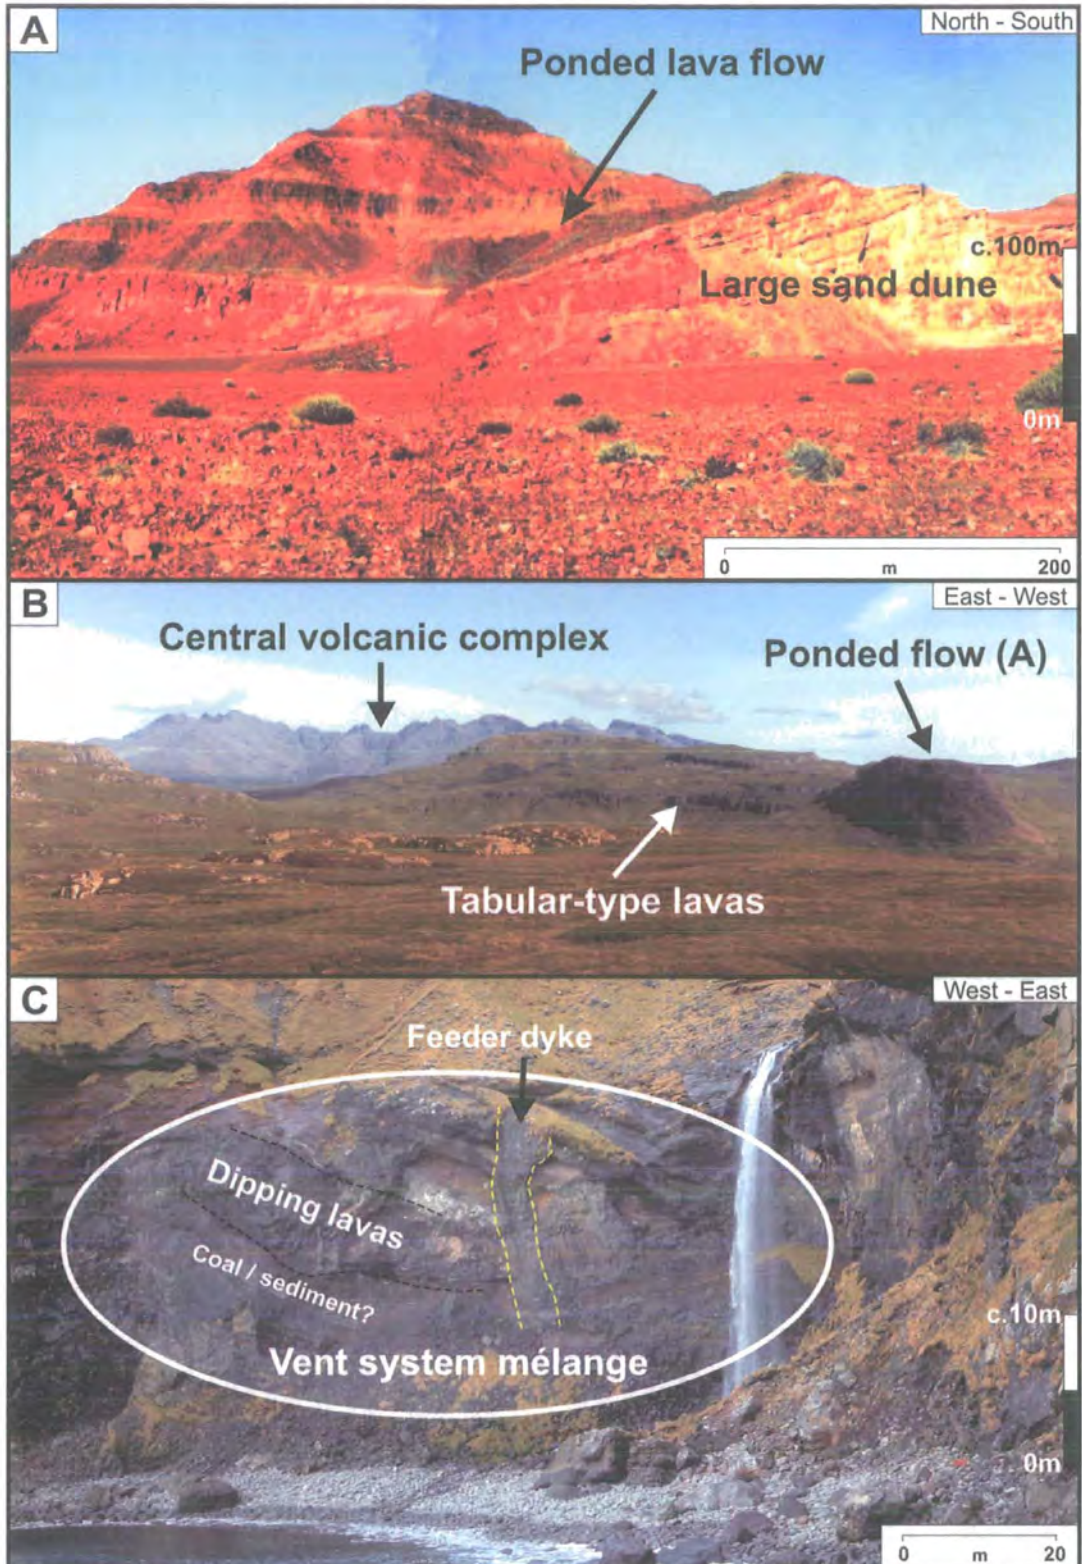 A
North - South
Ponded lava flow
Large sand dune
c.100m
0m
0 m 200
B
East - West
Central volcanic complex
Ponded flow (A)
Tabular-type lavas
C
West - East
Feeder dyke
Dipping lavas
Coal / sediment?
Vent system mélange
c.10m
0m
0 m 20